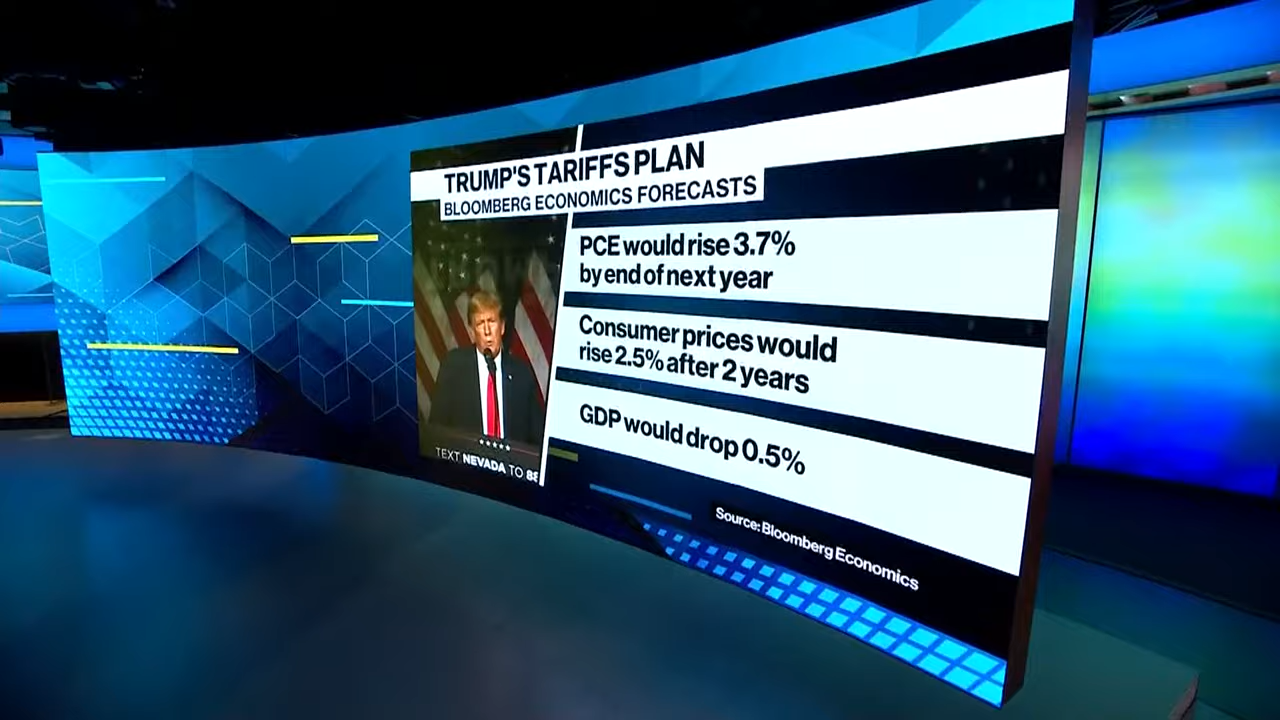 TRUMP'S TARIFFS PLAN
BLOOMBERG ECONOMICS FORECASTS
PCE would rise 3.7%
by end of next year
Consumer prices would
rise 2.5% after 2 years
GDP would drop 0.5%
TEXT NEVADA TO 88
Source: Bloomberg Economics